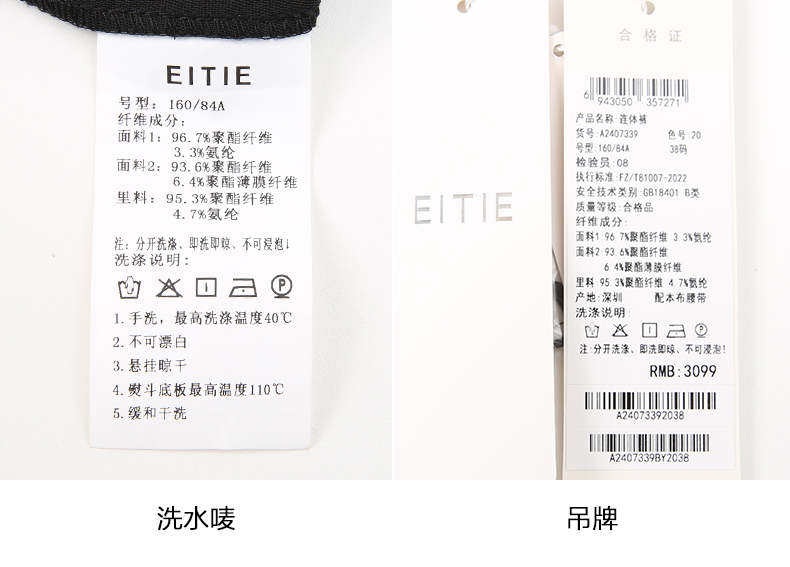 EITIE
号型：160/84A
纤维成分：
面料1：96.7%聚酯纤维
3.3%氨纶
面料2：93.6%聚酯纤维
6.4%聚酯薄膜纤维
里料：95.3%聚酯纤维
4.7%氨纶
注：分开洗涤、即洗即晾、不可浸泡！
洗涤说明：
1.手洗，最高洗涤温度40℃
2.不可漂白
3.悬挂晾干
4.熨斗底板最高温度110℃
5.缓和干洗
洗水唛
EITIE
合格证
6 943050 357271
产品名称：连体裤
货号：A2407339 色号：20
号型：160/84A 38码
检验员：08
执行标准：FZ/T81007-2022
安全技术类别：GB18401 B类
质量等级：合格品
纤维成分：
面料1：96.7%聚酯纤维 3.3%氨纶
面料2：93.6%聚酯纤维
6.4%聚酯薄膜纤维
里料：95.3%聚酯纤维 4.7%氨纶
产地：深圳 配本布腰带
洗涤说明：
注：分开洗涤、即洗即晾、不可浸泡！
RMB：3099
A24073392038
A2407339BY2038
吊牌